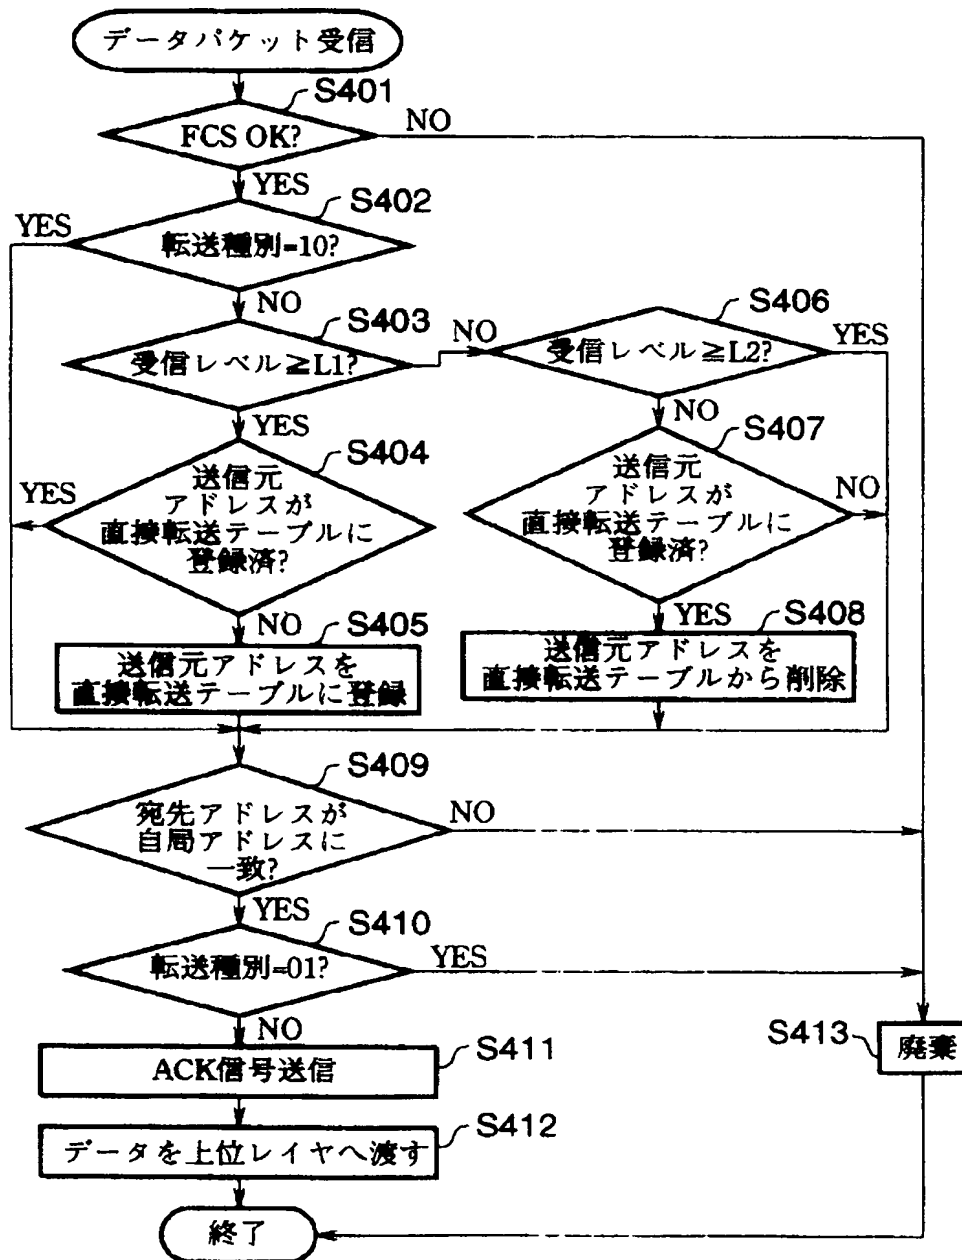 データパケット受信
S401
FCS OK?
NO
YES
S402
YES
転送種別=10?
NO
S403
受信レベル≧L1?
NO
S406
受信レベル≧L2?
YES
YES
S404
YES
送信元
アドレスが
直接転送テーブルに
登録済?
NO
S407
送信元
アドレスが
直接転送テーブルに
登録済?
NO
NO
S405
送信元アドレスを
直接転送テーブルに登録
YES
S408
送信元アドレスを
直接転送テーブルから削除
S409
宛先アドレスが
自局アドレスに
一致?
NO
YES
S410
転送種別=01?
YES
NO
S411
ACK信号送信
S413
廃棄
S412
データを上位レイヤへ渡す
終了